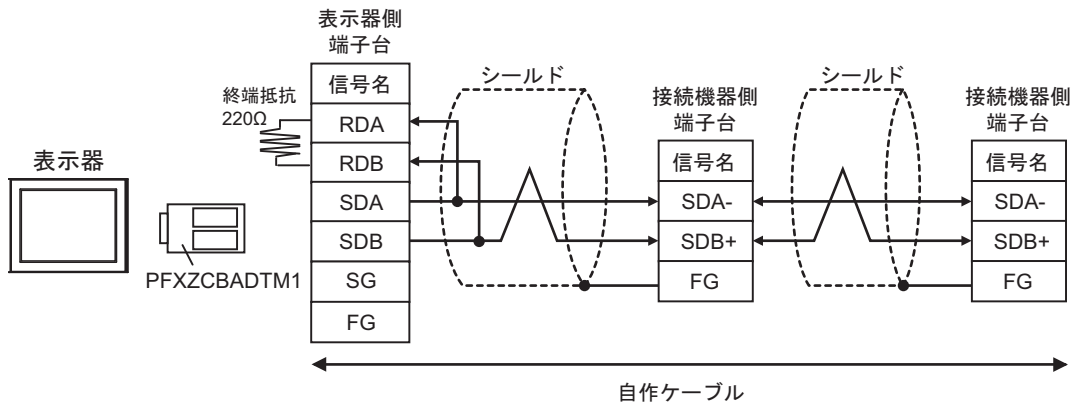 表示器
PFXZCBADTM1
終端抵抗
220Ω
表示器側
端子台
信号名
RDA
RDB
SDA
SDB
SG
FG
シールド
接続機器側
端子台
信号名
SDA-
SDB+
FG
シールド
接続機器側
端子台
信号名
SDA-
SDB+
FG
自作ケーブル